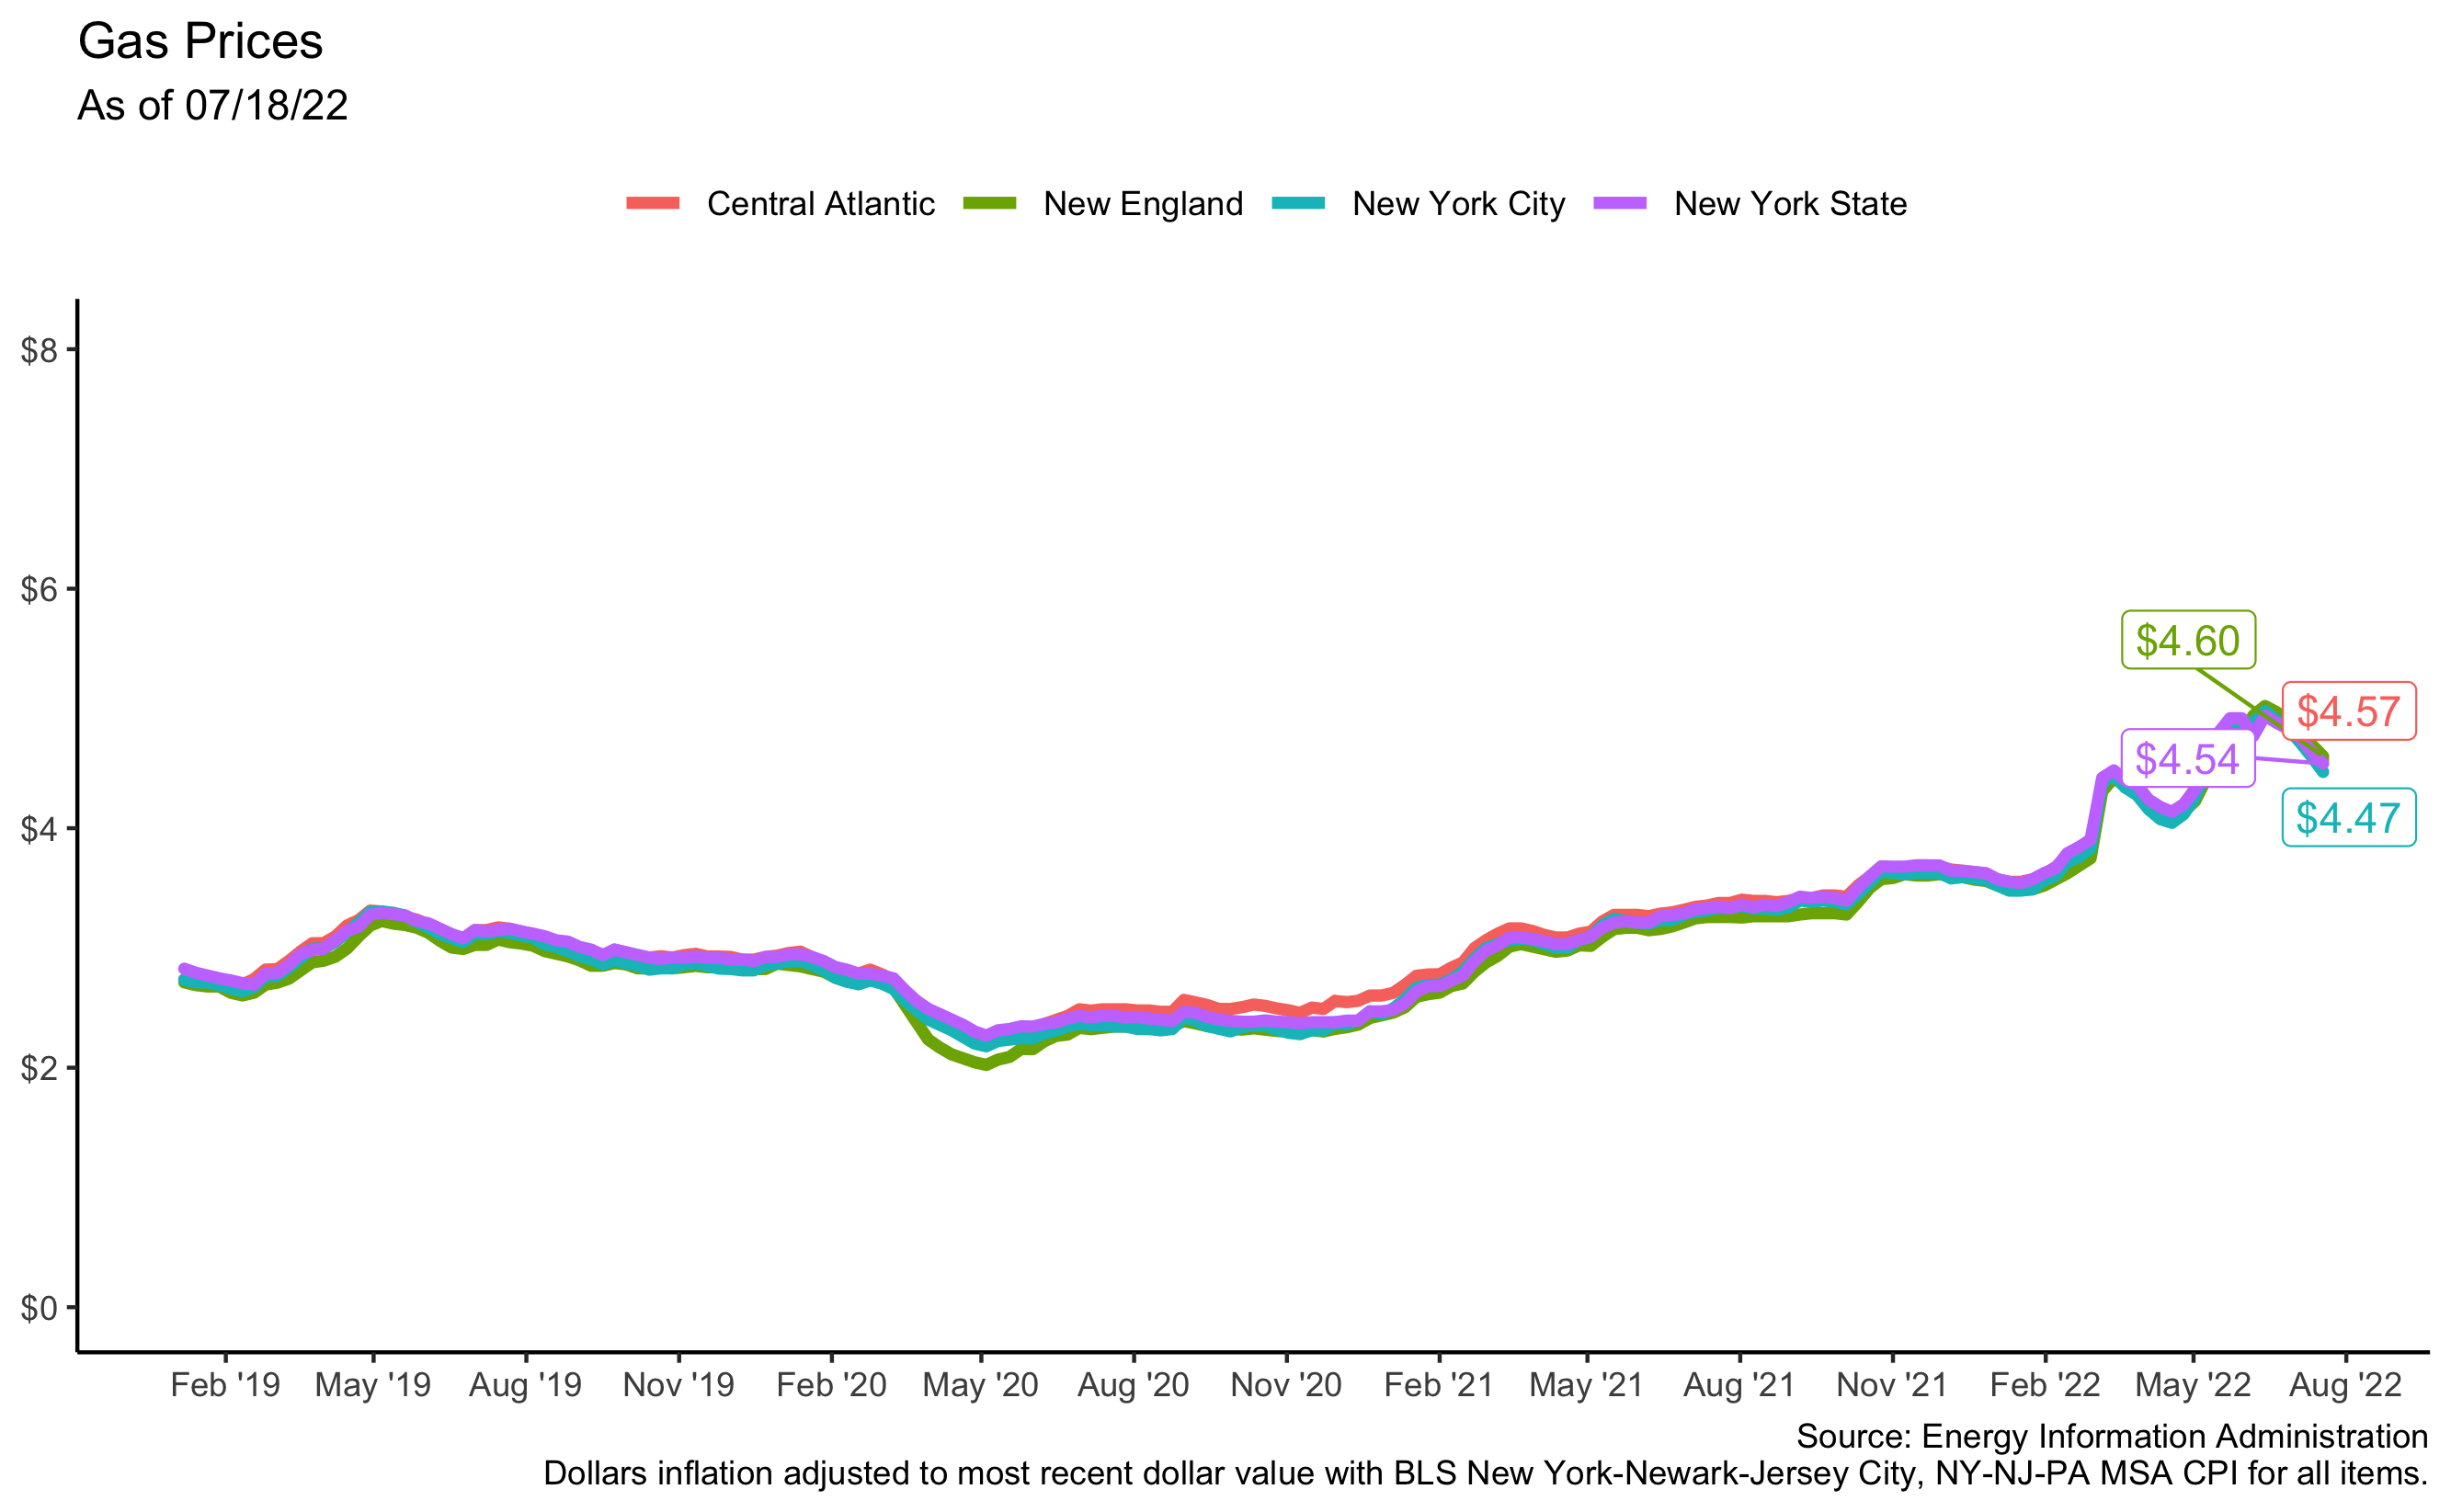 Gas Prices
As of 07/18/22
Central Atlantic New England New York City New York State
$8
$6
$4
$2
$0
$4.60
$4.57
$4.54
$4.47
Feb '19 May '19 Aug '19 Nov '19 Feb '20 May '20 Aug '20 Nov '20 Feb '21 May '21 Aug '21 Nov '21 Feb '22 May '22 Aug '22
Source: Energy Information Administration
Dollars inflation adjusted to most recent dollar value with BLS New York-Newark-Jersey City, NY-NJ-PA MSA CPI for all items.